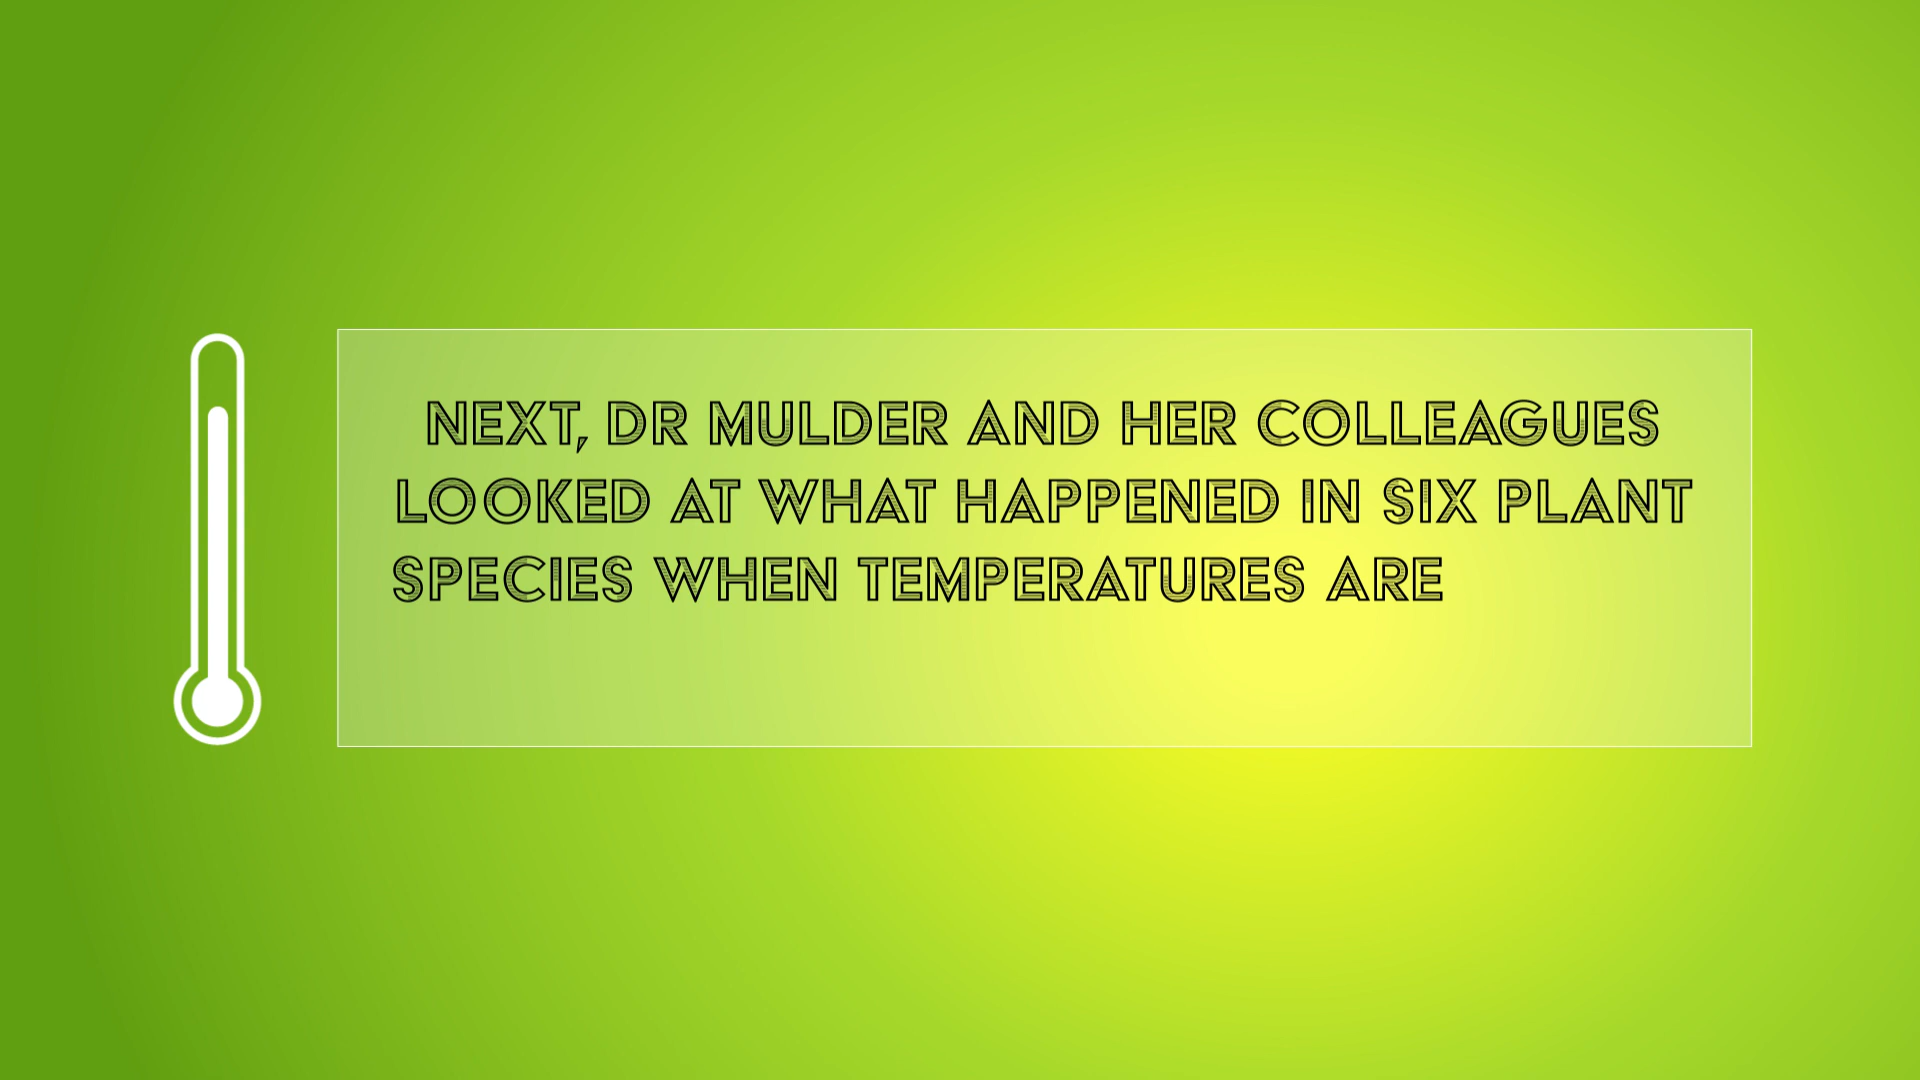 NEXT, DR MULDER AND HER COLLEAGUES
LOOKED AT WHAT HAPPENED IN SIX PLANT
SPECIES WHEN TEMPERATURES ARE